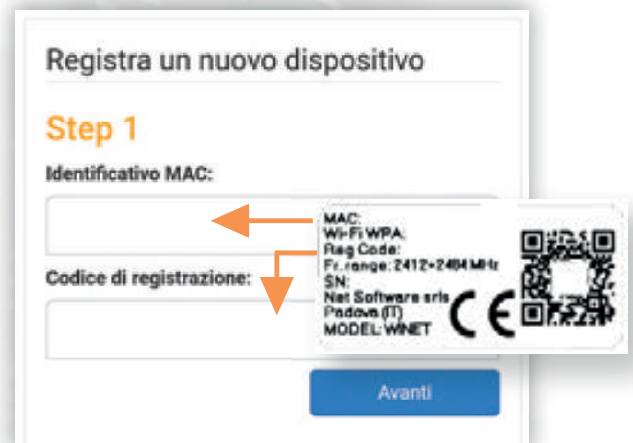 Registra un nuovo dispositivo
Step 1
Identificativo MAC:
MAC:
Wi-Fi WPA:
Reg Code:
Fr. range: 2412÷2484 MHz
SN:
Net Software srls
Padova (IT)
MODEL: WiNET
CE
Codice di registrazione:
Avanti